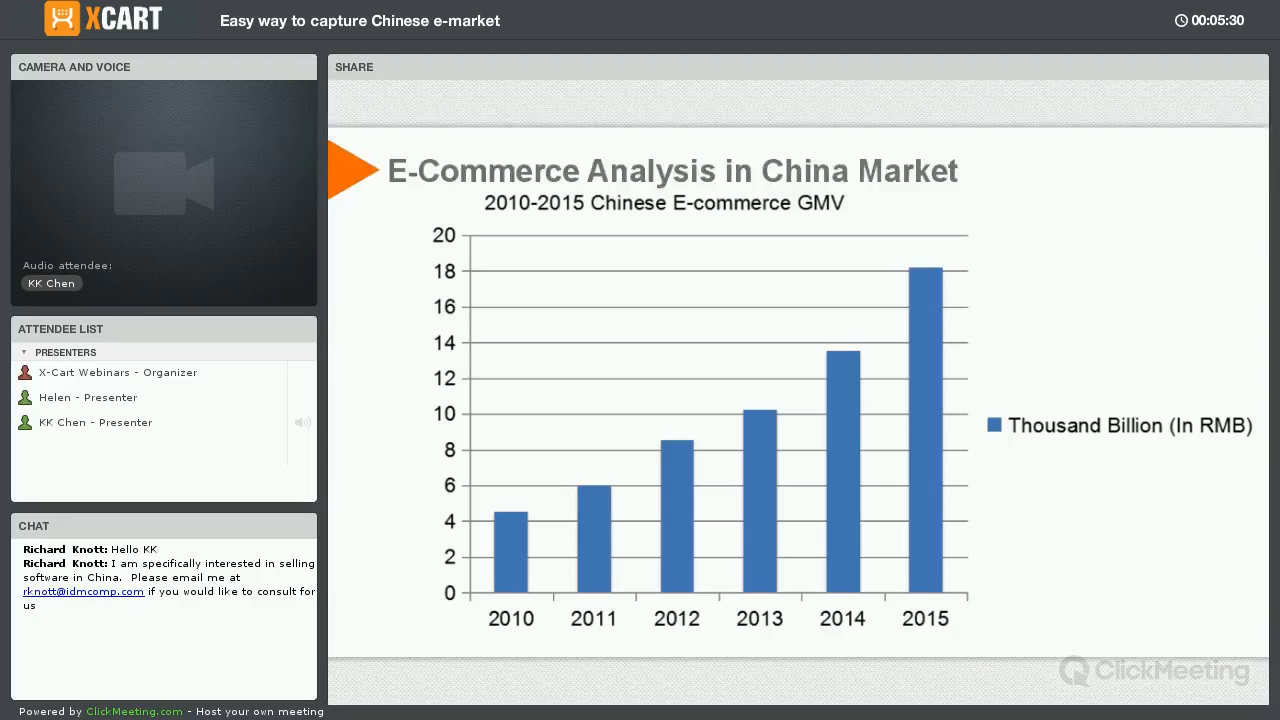 XCART
Easy way to capture Chinese e-market
00:05:30
CAMERA AND VOICE
Audio attendee:
KK Chen
ATTENDEE LIST
PRESENTERS
X-Cart Webinars - Organizer
Helen - Presenter
KK Chen - Presenter
CHAT
Richard Knott: Hello KK
Richard Knott: I am specifically interested in selling
software in China. Please email me at
rknott@idmcomp.com if you would like to consult for
us
Powered by ClickMeeting.com - Host your own meeting
SHARE
E-Commerce Analysis in China Market
2010-2015 Chinese E-commerce GMV
20
18
16
14
12
10
8
6
4
2
0
2010 2011 2012 2013 2014 2015
Thousand Billion (In RMB)
ClickMeeting